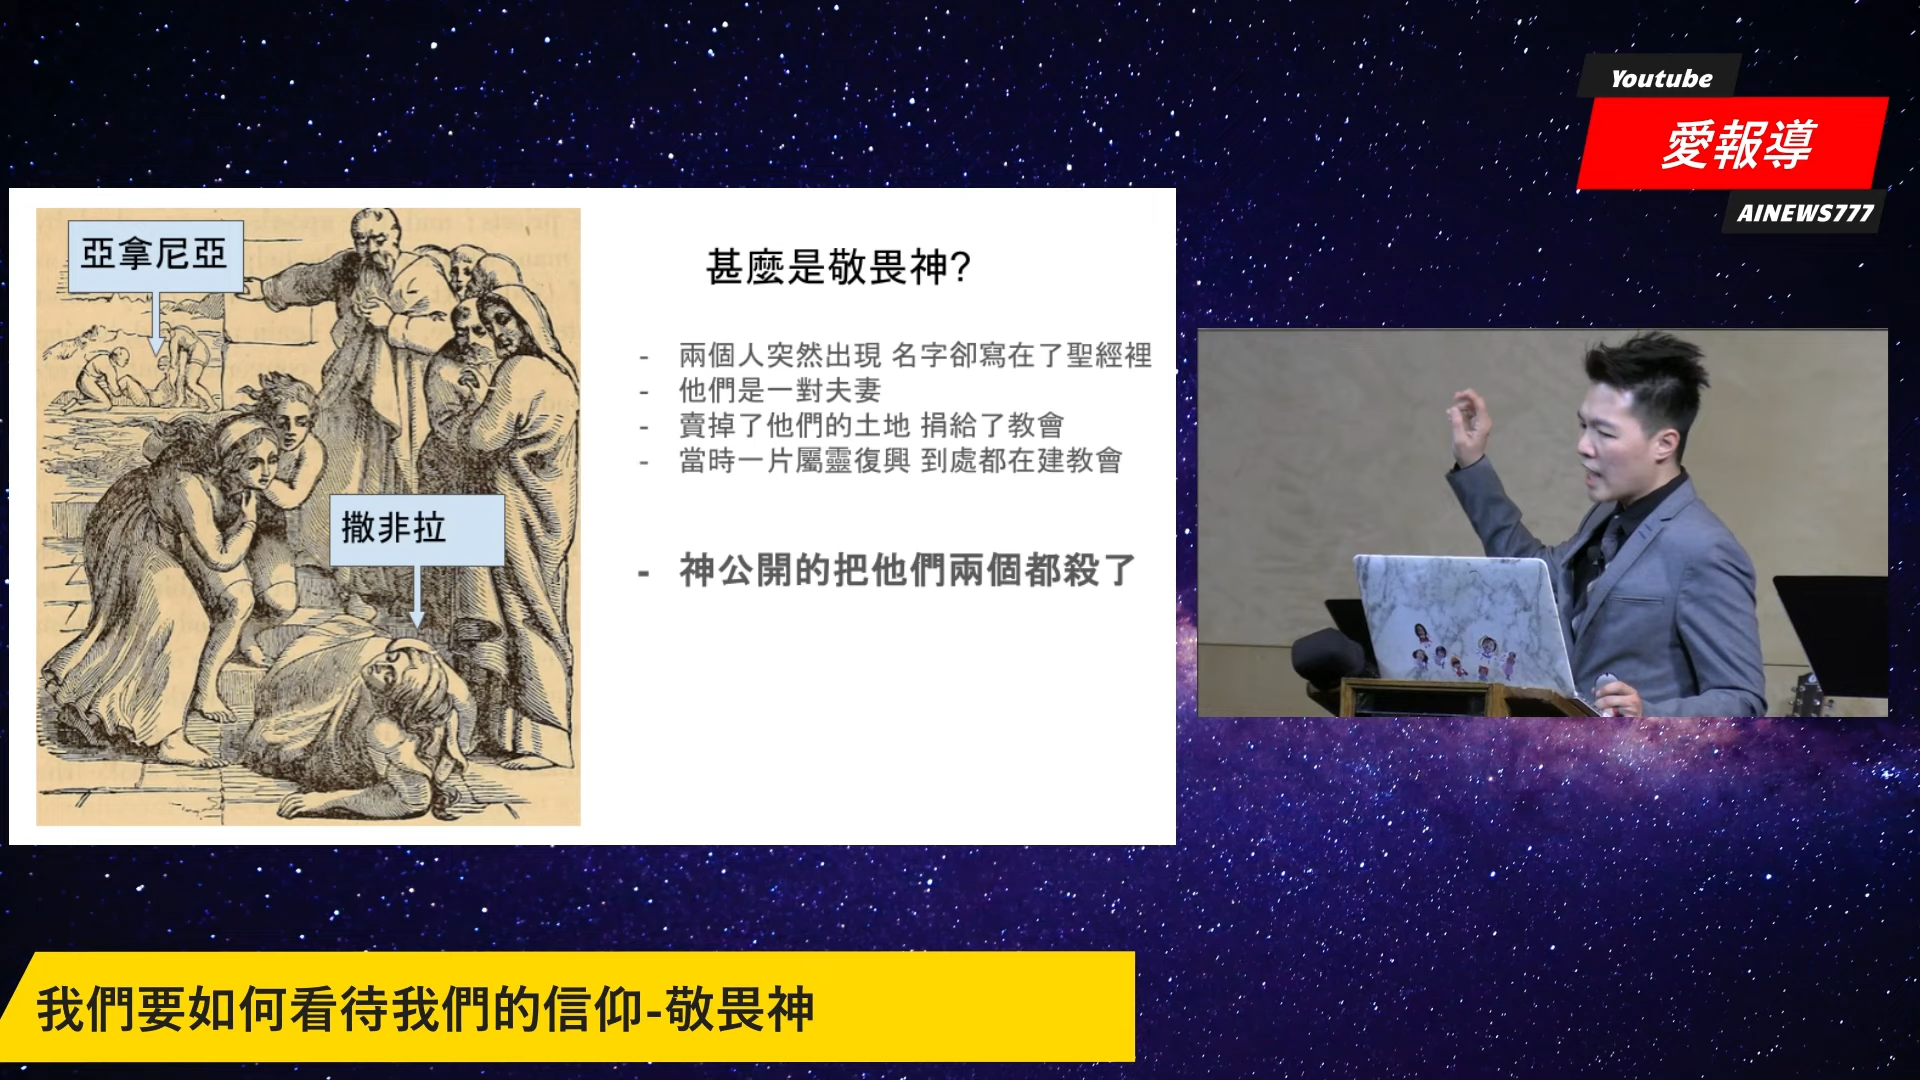 Youtube
愛報導
AINEWS777
亞拿尼亞
撒非拉
甚麼是敬畏神?
- 兩個人突然出現 名字卻寫在了聖經裡
- 他們是一對夫妻
- 賣掉了他們的土地 捐給了教會
- 當時一片屬靈復興 到處都在建教會
- 神公開的把他們兩個都殺了
我們要如何看待我們的信仰-敬畏神